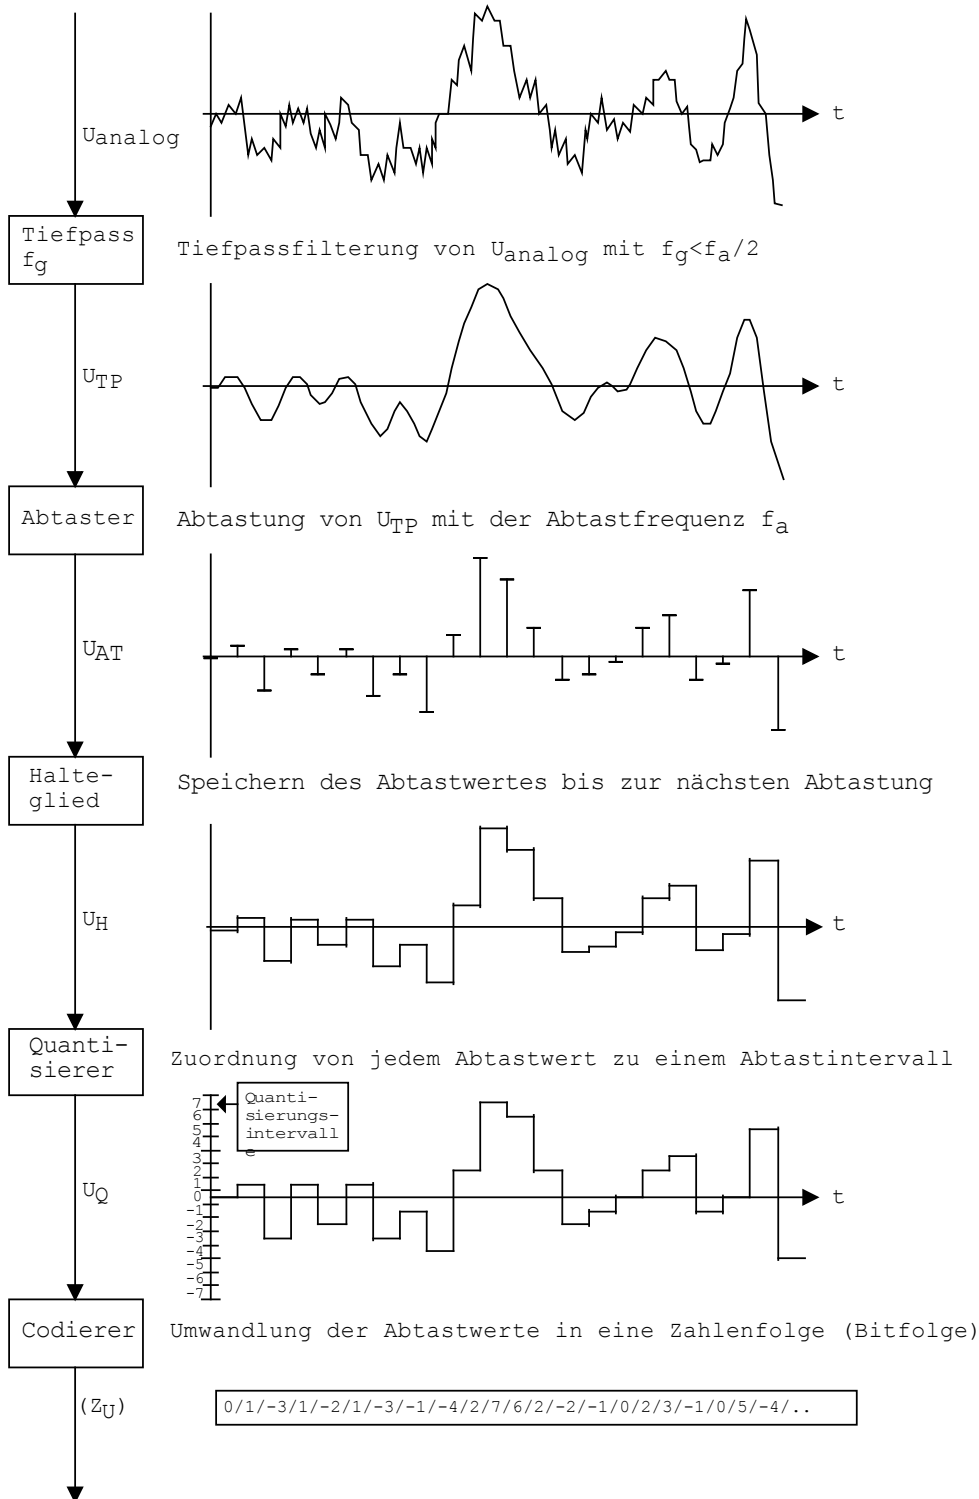 t
Uanalog
Tiefpass
fg
Tiefpassfilterung von Uanalog mit fg<fa/2
UTP
t
Abtaster
Abtastung von UTP mit der Abtastfrequenz fa
UAT
t
Halte-
glied
Speichern des Abtastwertes bis zur nächsten Abtastung
UH
t
Quanti-
sierer
Zuordnung von jedem Abtastwert zu einem Abtastintervall
Quanti-
sierungs-
intervall
e
7
6
5
4
3
2
1
0
-1
-2
-3
-4
-5
-6
-7
UQ
t
Codierer
Umwandlung der Abtastwerte in eine Zahlenfolge (Bitfolge)
(ZU)
0/1/-3/1/-2/1/-3/-1/-4/2/7/6/2/-2/-1/0/2/3/-1/0/5/-4/..